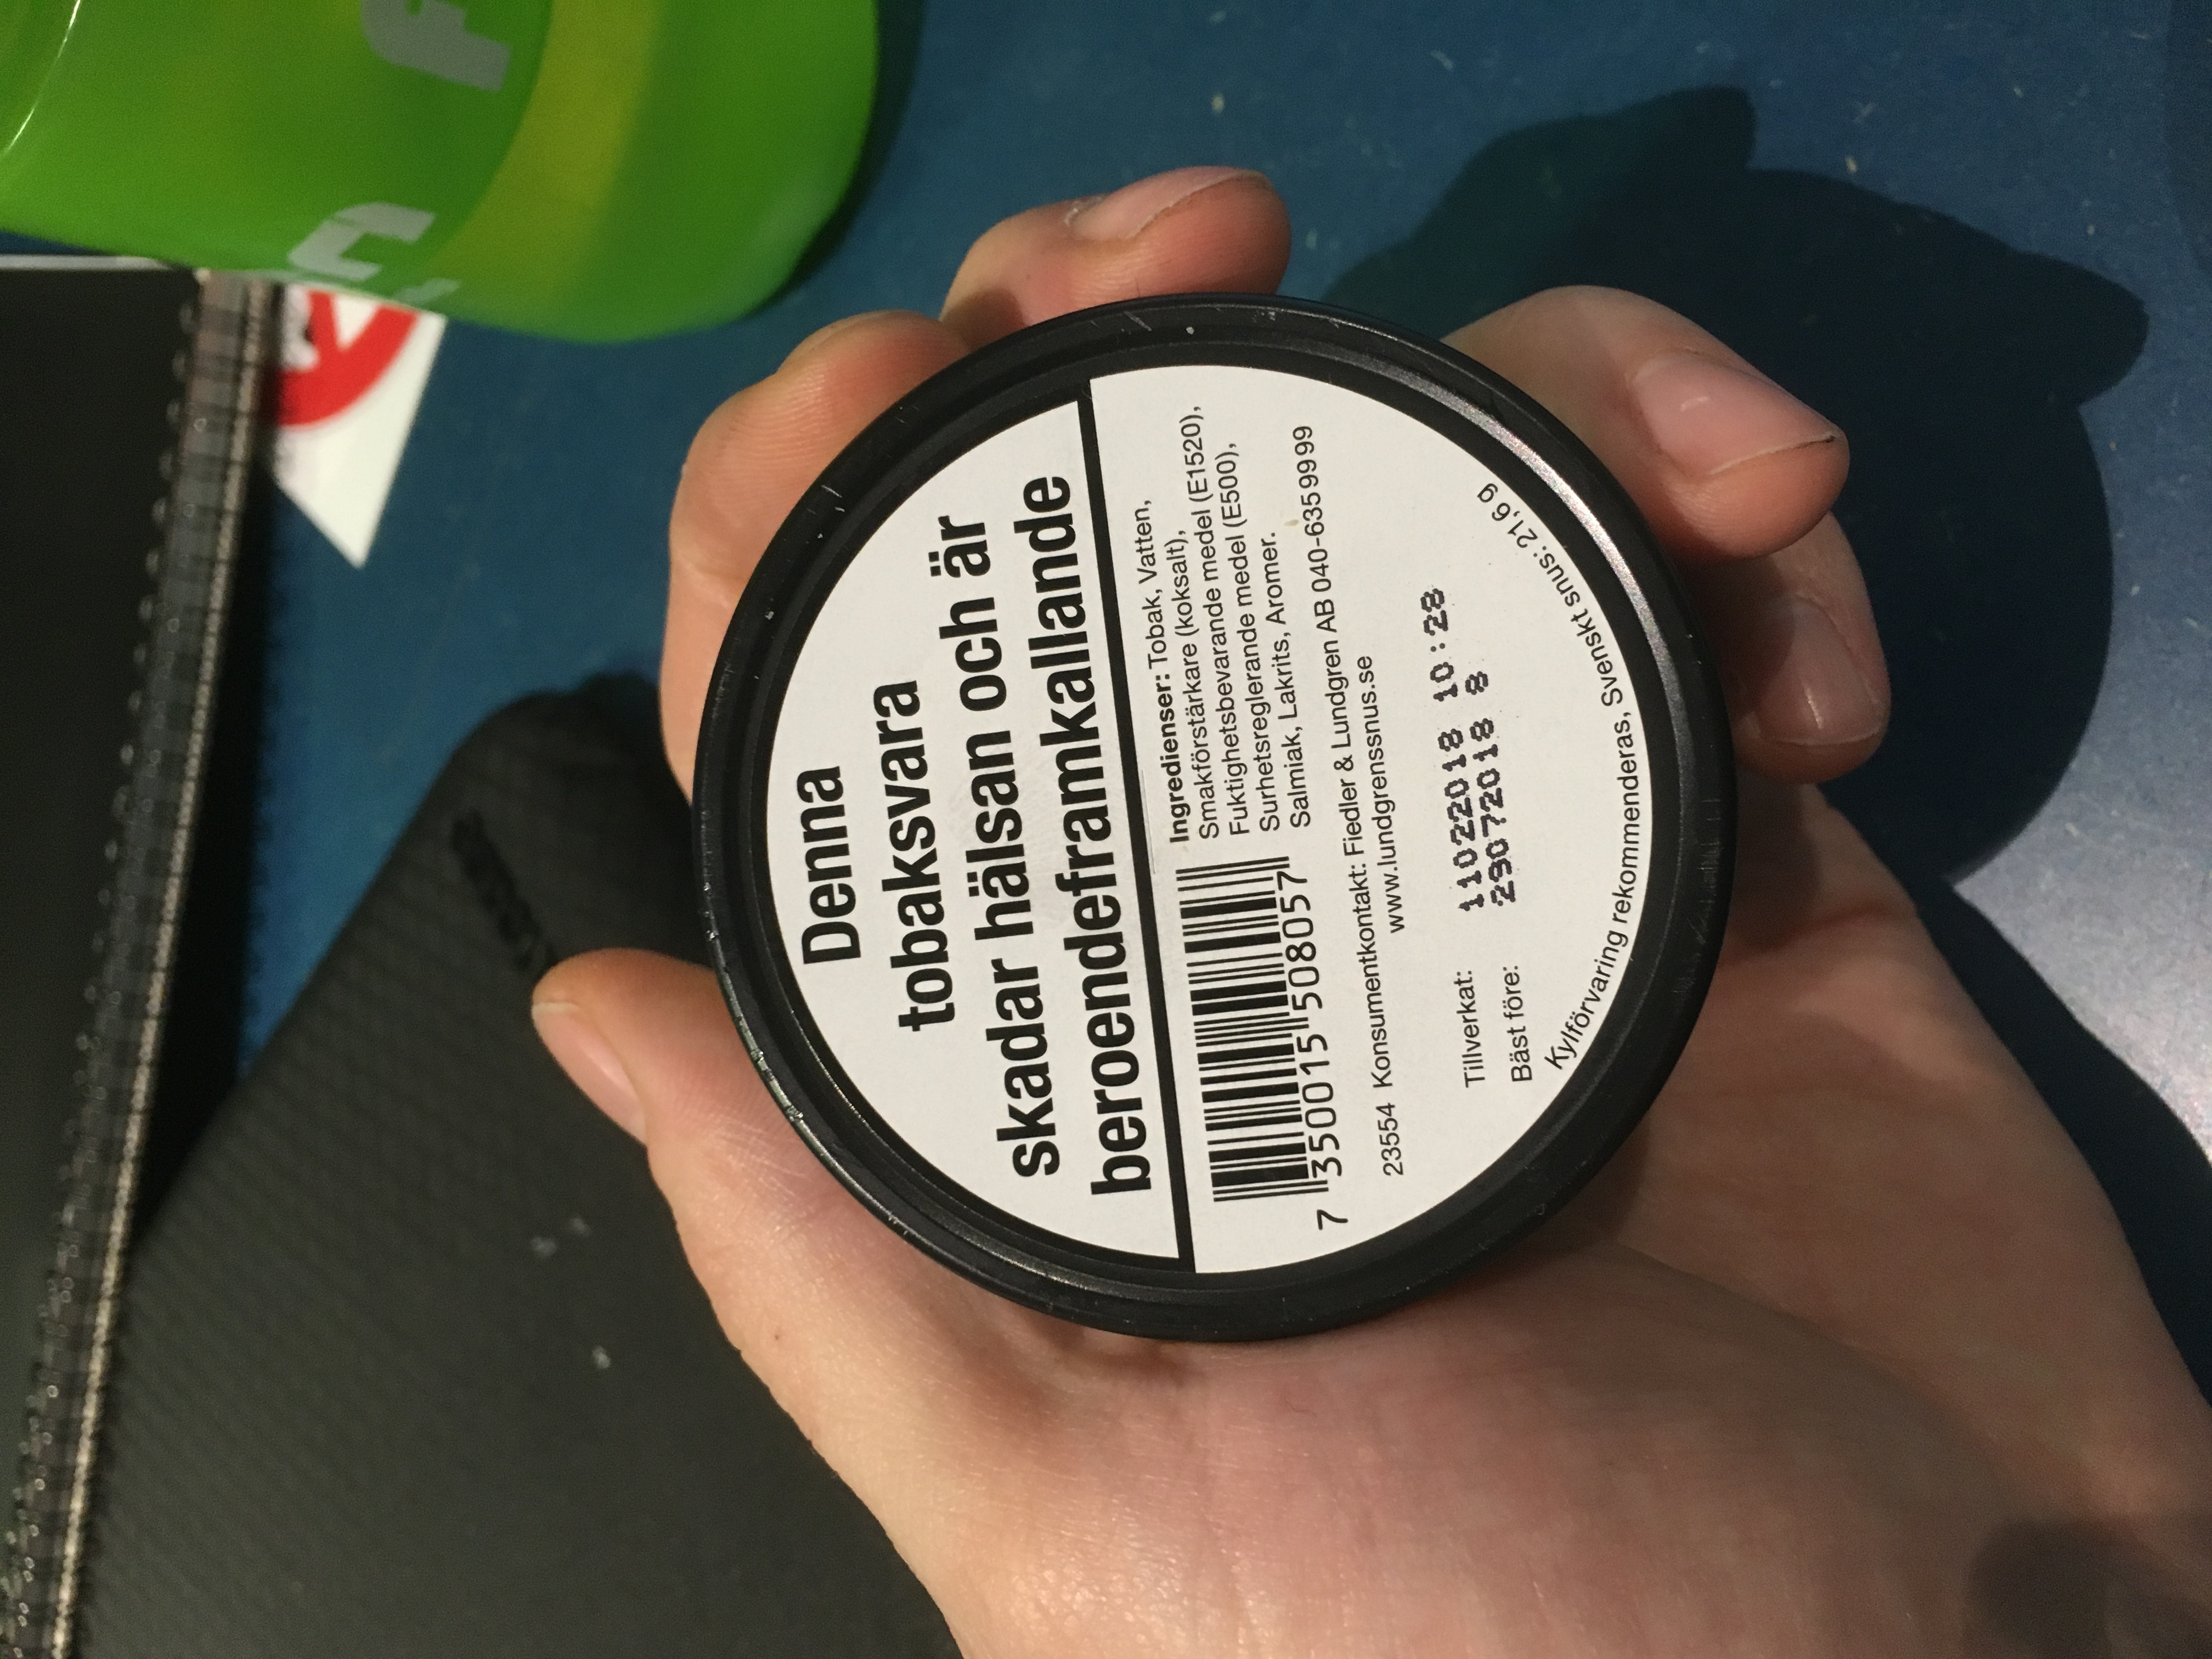 Denna
tobaksvara
skadar hälsan och är
beroendeframkallande
Ingredienser: Tobak, Vatten,
Smakförstärkare (koksalt),
Fuktighetsbevarande medel (E1520),
Surhetsreglerande medel (E500),
Salmiak, Lakrits, Aromer.
7 350015 508057
23554 Konsumentkontakt: Fiedler & Lundgren AB 040-635 99 99
www.lundgrenssnus.se
Tillverkat: 11022018 10:28
Bäst före: 29072018 8
Kylförvaring rekommenderas, Svenskt snus: 21,6 g